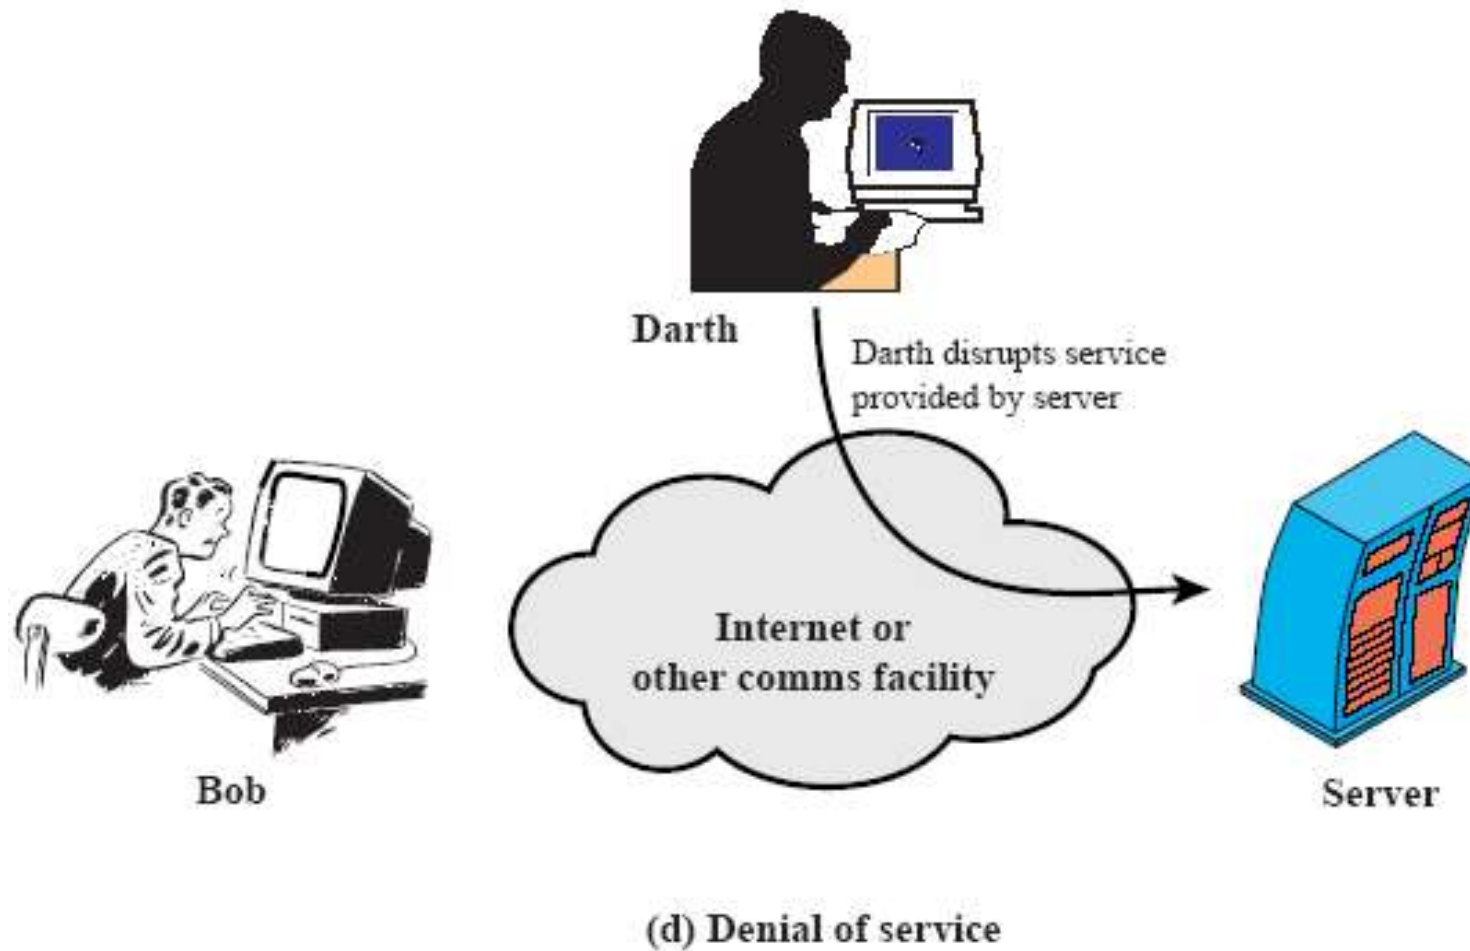 Darth
Darth disrupts service
provided by server
Internet or
other comms facility
Bob
Server
(d) Denial of service